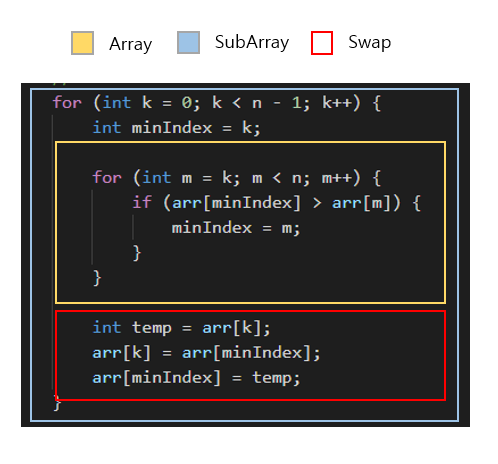 Array SubArray Swap
for (int k = 0; k < n - 1; k++) {
int minIndex = k;
for (int m = k; m < n; m++) {
if (arr[minIndex] > arr[m]) {
minIndex = m;
}
}
int temp = arr[k];
arr[k] = arr[minIndex];
arr[minIndex] = temp;
}